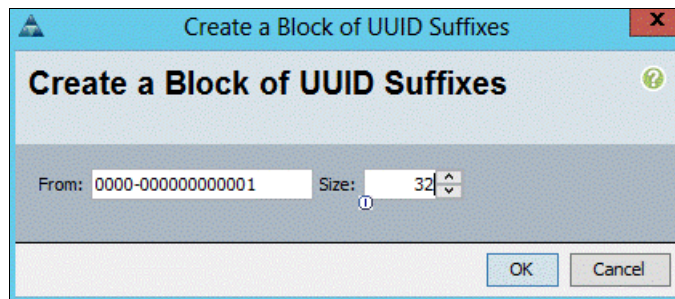 Create a Block of UUID Suffixes
X
Create a Block of UUID Suffixes
?
From: 0000-000000000001 Size: 32
OK Cancel